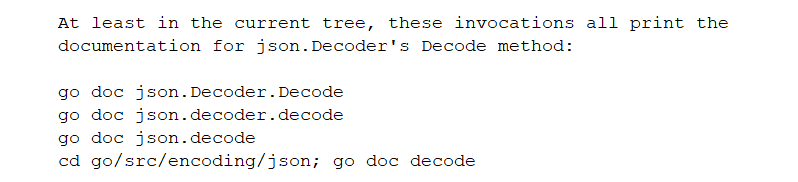 At least in the current tree, these invocations all print the
documentation for json.Decoder's Decode method:

go doc json.Decoder.Decode
go doc json.decoder.decode
go doc json.decode
cd go/src/encoding/json; go doc decode